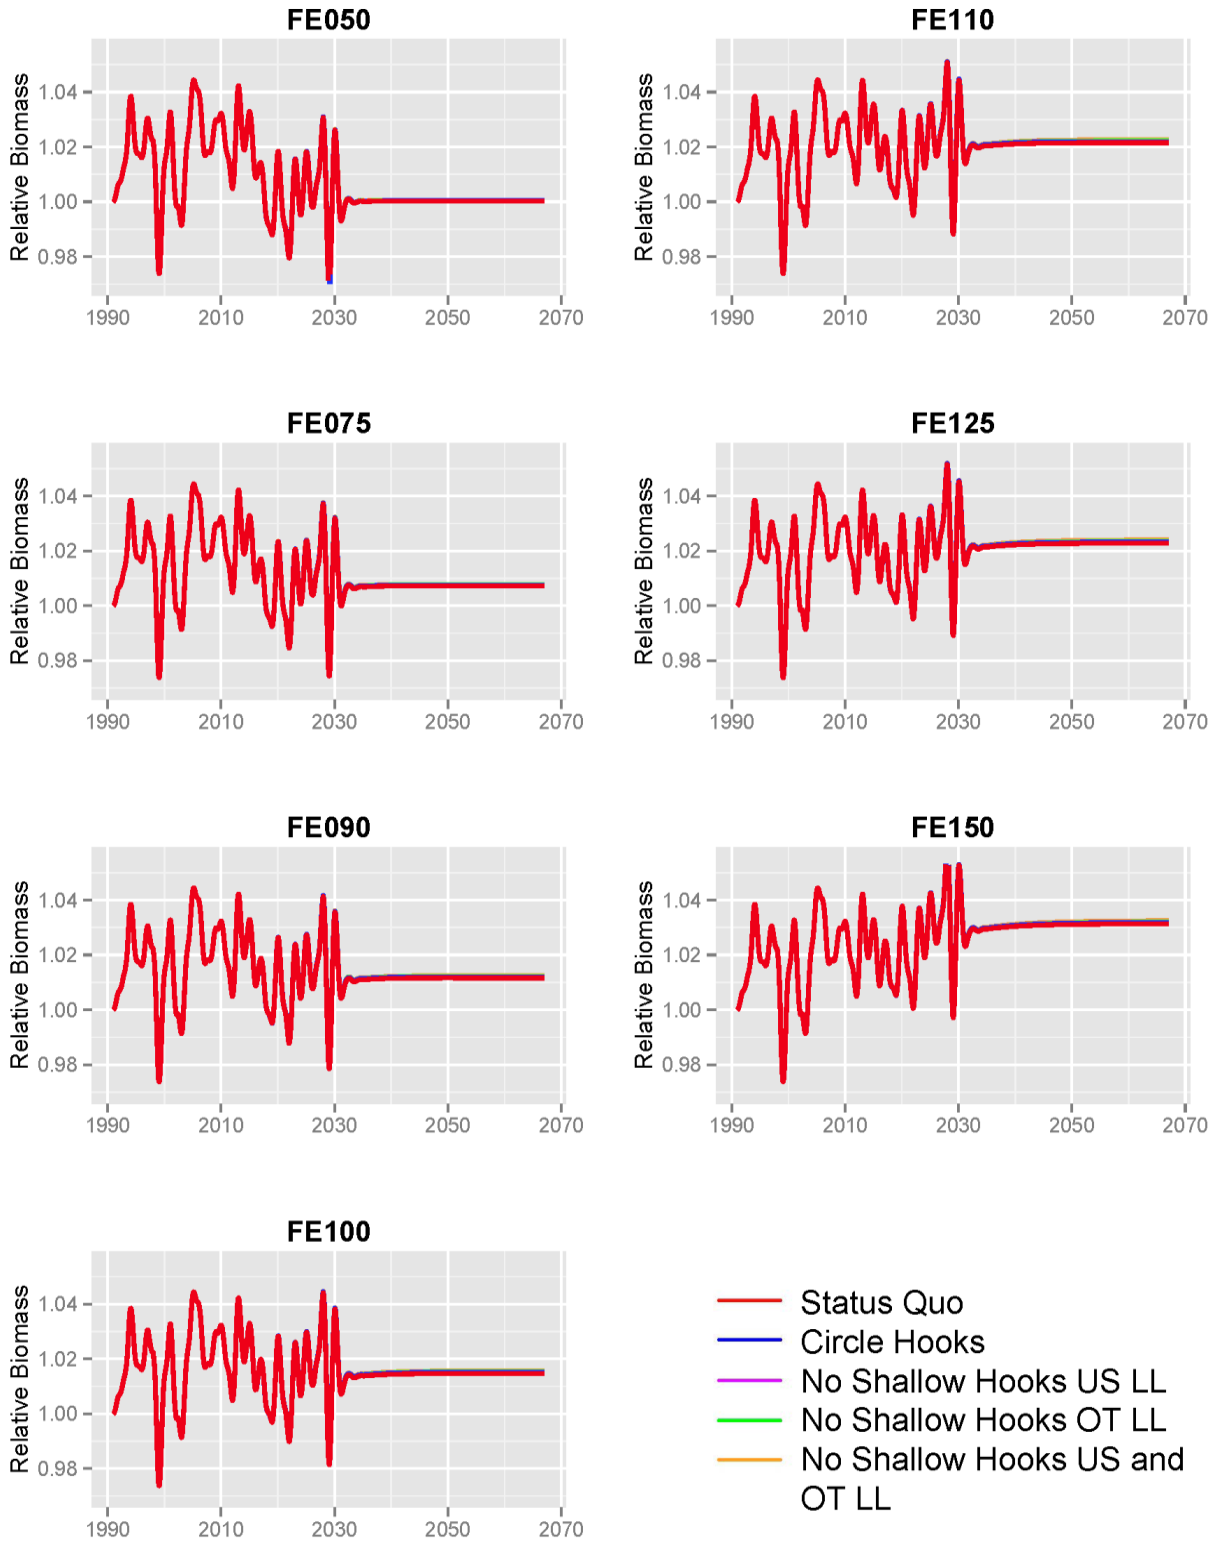 FE050
Relative Biomass
1.04
1.02
1.00
0.98
1990 2010 2030 2050 2070
FE110
Relative Biomass
1.04
1.02
1.00
0.98
1990 2010 2030 2050 2070
FE075
Relative Biomass
1.04
1.02
1.00
0.98
1990 2010 2030 2050 2070
FE125
Relative Biomass
1.04
1.02
1.00
0.98
1990 2010 2030 2050 2070
FE090
Relative Biomass
1.04
1.02
1.00
0.98
1990 2010 2030 2050 2070
FE150
Relative Biomass
1.04
1.02
1.00
0.98
1990 2010 2030 2050 2070
FE100
Relative Biomass
1.04
1.02
1.00
0.98
1990 2010 2030 2050 2070
Status Quo
Circle Hooks
No Shallow Hooks US LL
No Shallow Hooks OT LL
No Shallow Hooks US and
OT LL